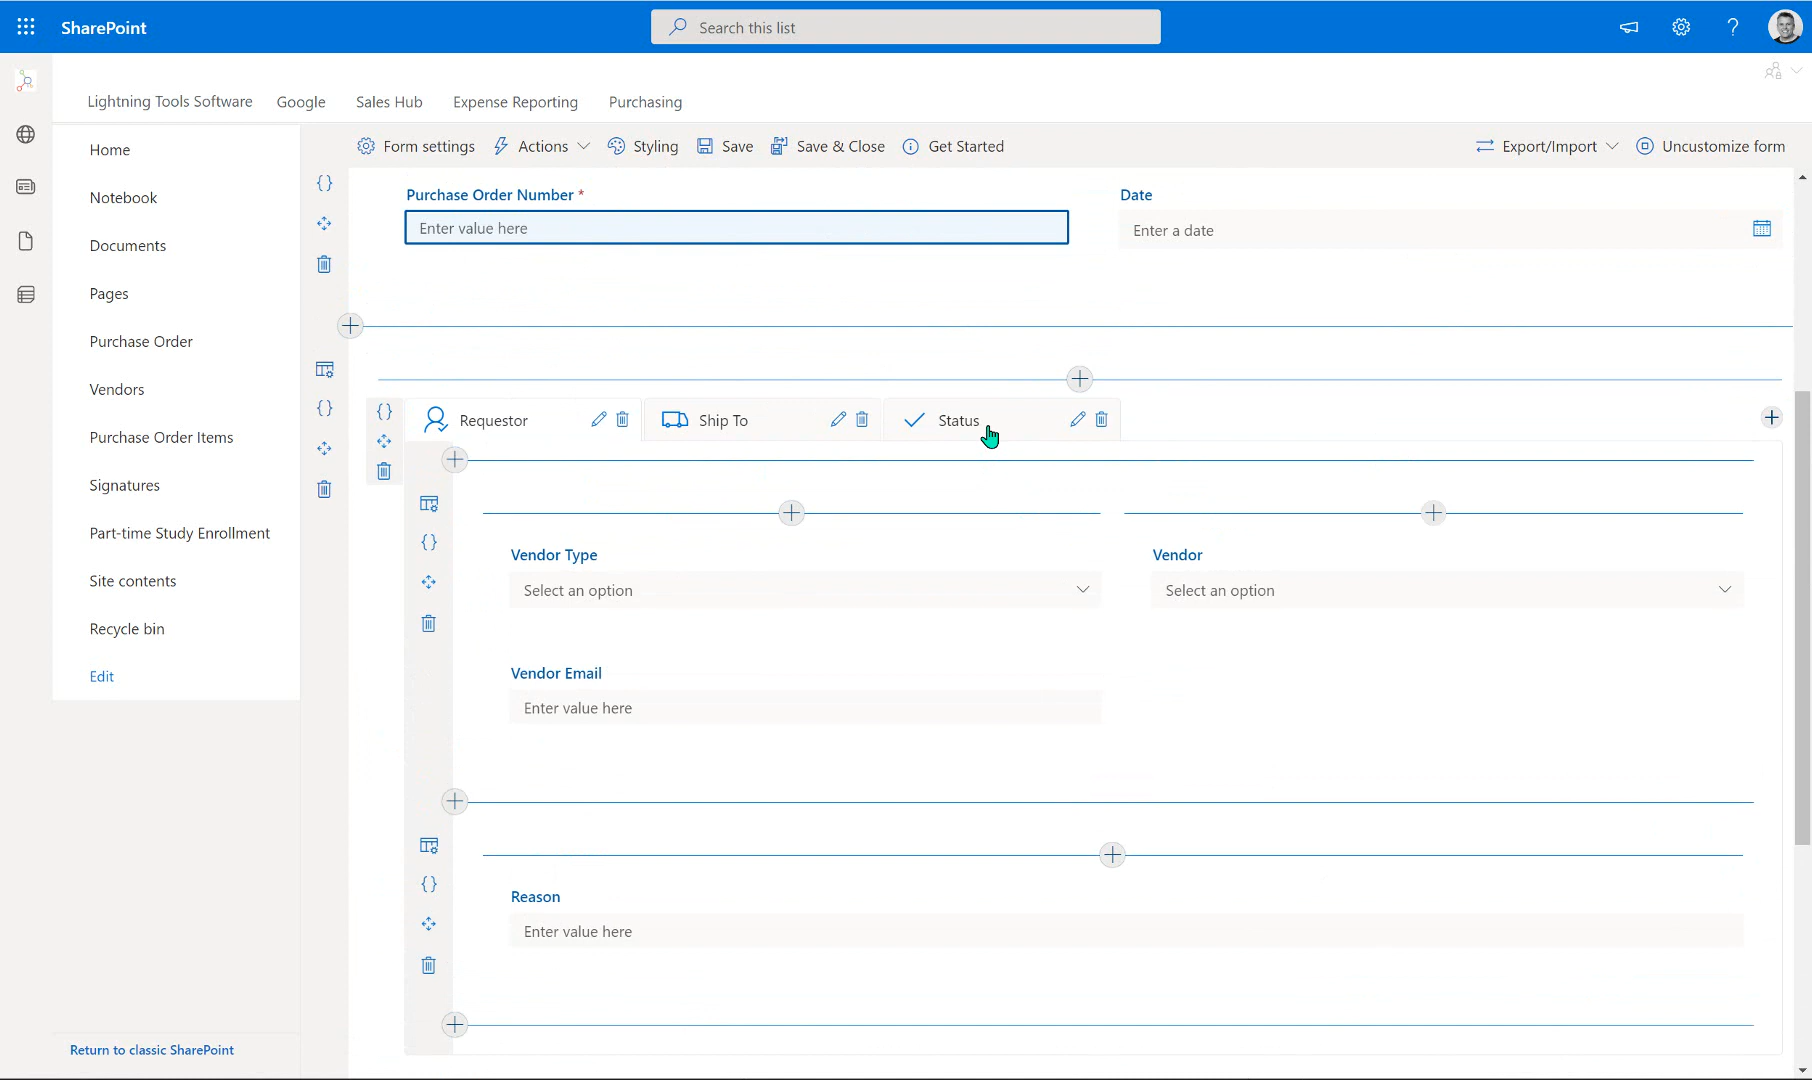 SharePoint
Search this list
?
Lightning Tools Software
Google
Sales Hub
Expense Reporting
Purchasing
Home
Notebook
Documents
Pages
Purchase Order
Vendors
Purchase Order Items
Signatures
Part-time Study Enrollment
Site contents
Recycle bin
Edit
Return to classic SharePoint
Form settings
Actions
Styling
Save
Save & Close
Get Started
Export/Import
Uncustomize form
Purchase Order Number *
Enter value here
Date
Enter a date
Requestor
Ship To
Status
Vendor Type
Select an option
Vendor
Select an option
Vendor Email
Enter value here
Reason
Enter value here